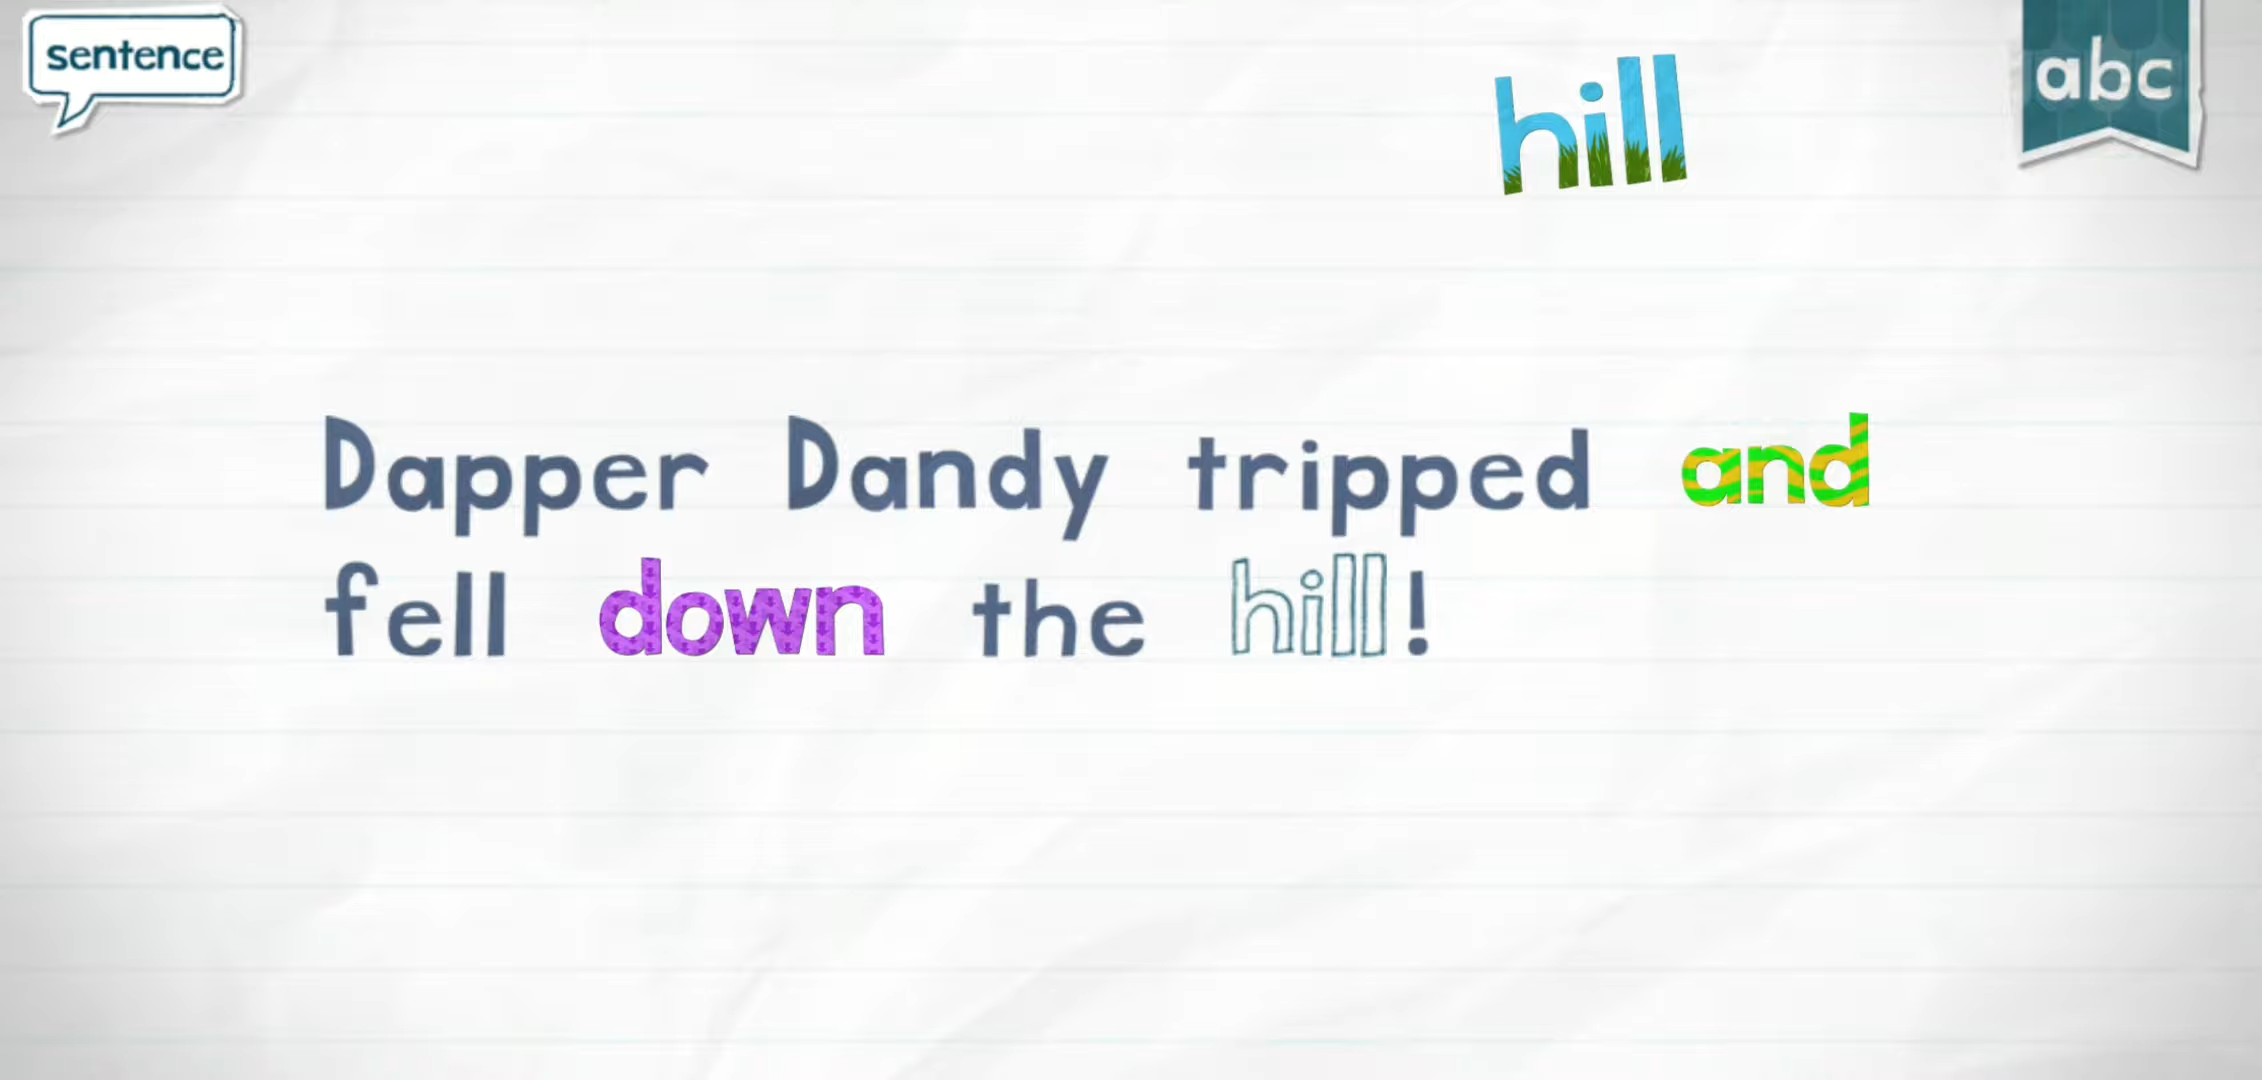 sentence
hill
abc
Dapper Dandy tripped and
fell down the hill!